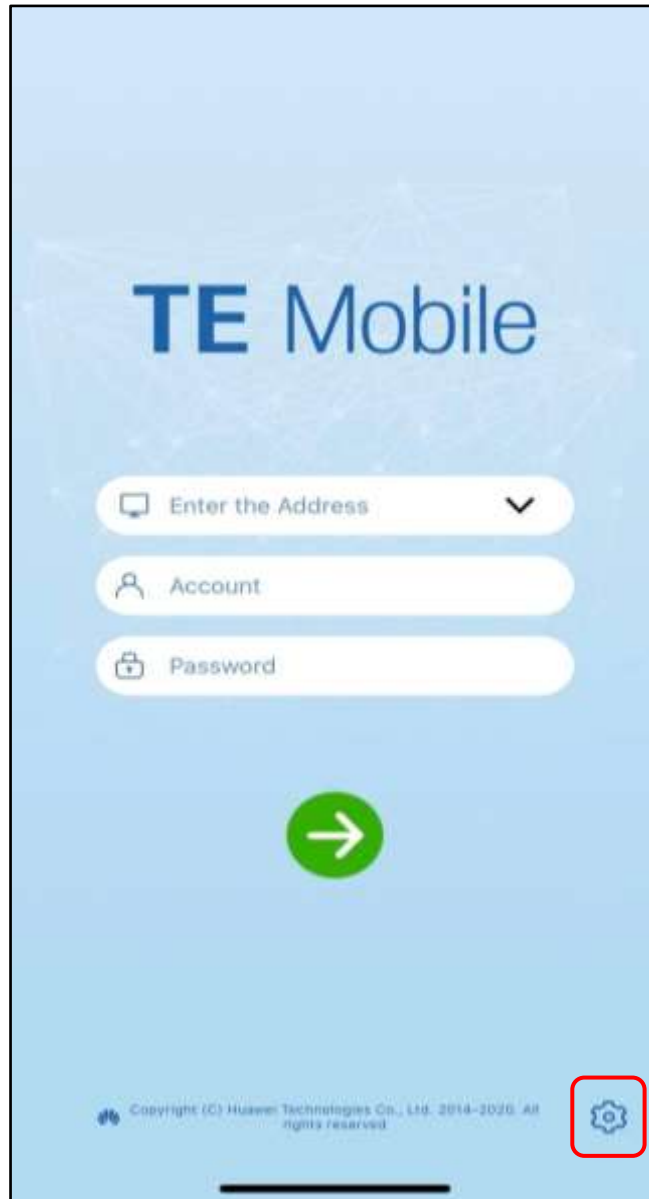 TE Mobile
Enter the Address
Account
Password
Copyright (C) Huawei Technologies Co., Ltd. 2014-2020. All
rights reserved